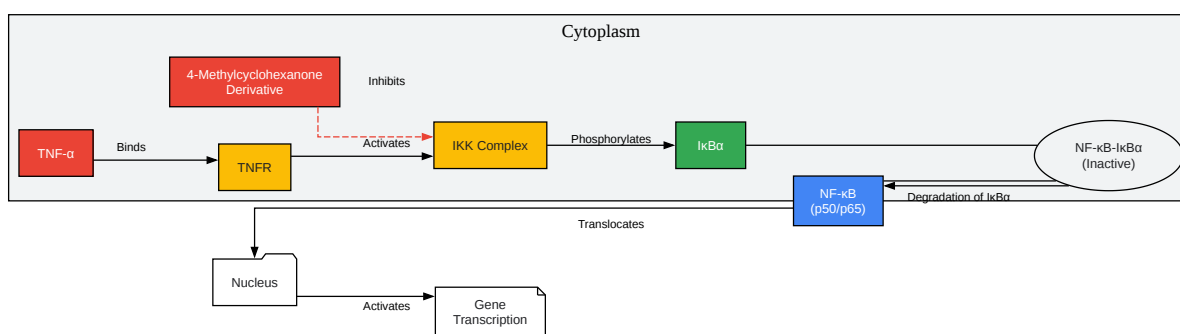 Cytoplasm
4-Methylcyclohexanone
Derivative
Inhibits
TNF-α
Binds
TNFR
Activates
IKK Complex
Phosphorylates
IκBα
NF-κB-IκBα
(Inactive)
NF-κB
(p50/p65)
Degradation of IκBα
Translocates
Nucleus
Activates
Gene
Transcription